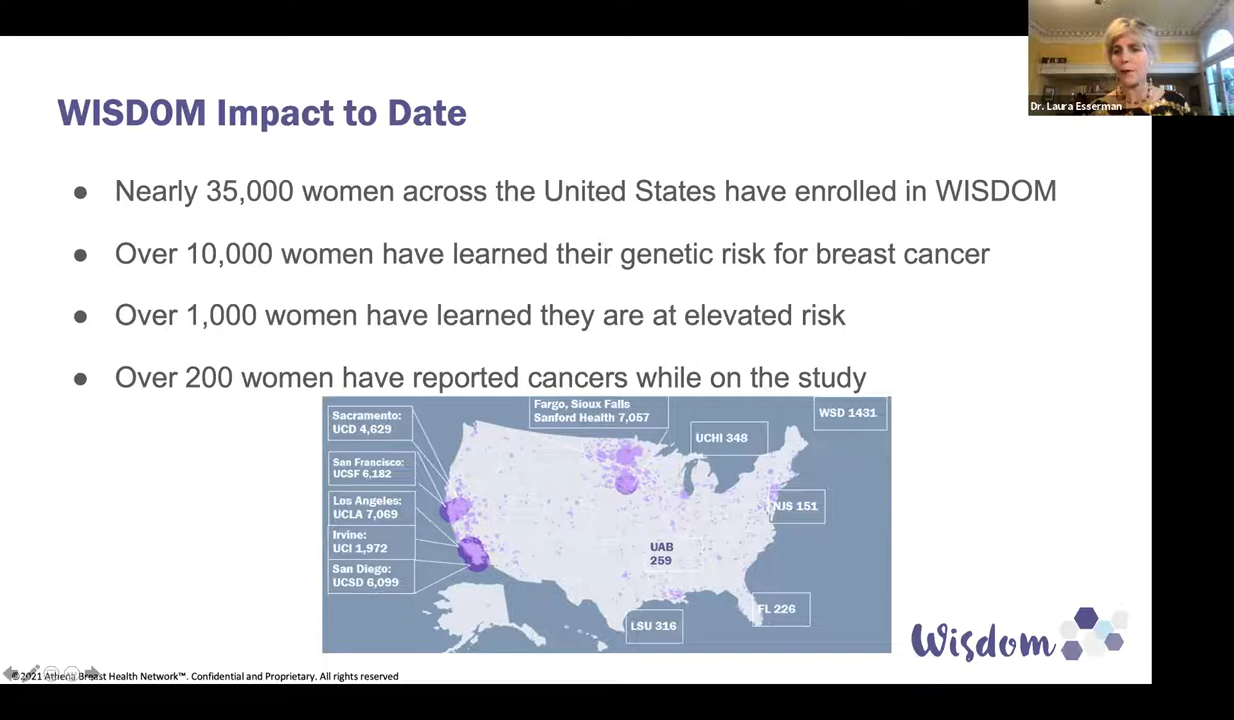 Dr. Laura Esserman
WISDOM Impact to Date
● Nearly 35,000 women across the United States have enrolled in WISDOM
● Over 10,000 women have learned their genetic risk for breast cancer
● Over 1,000 women have learned they are at elevated risk
● Over 200 women have reported cancers while on the study
Sacramento:
UCD 4,629
San Francisco:
UCSF 6,182
Los Angeles:
UCLA 7,069
Irvine:
UCI 1,972
San Diego:
UCSD 6,099
Fargo, Sioux Falls
Sanford Health 7,057
UCHI 348
WSD 1431
NJS 151
UAB
259
FL 226
LSU 316
Wisdom
©2021 Athena Breast Health Network™. Confidential and Proprietary. All rights reserved